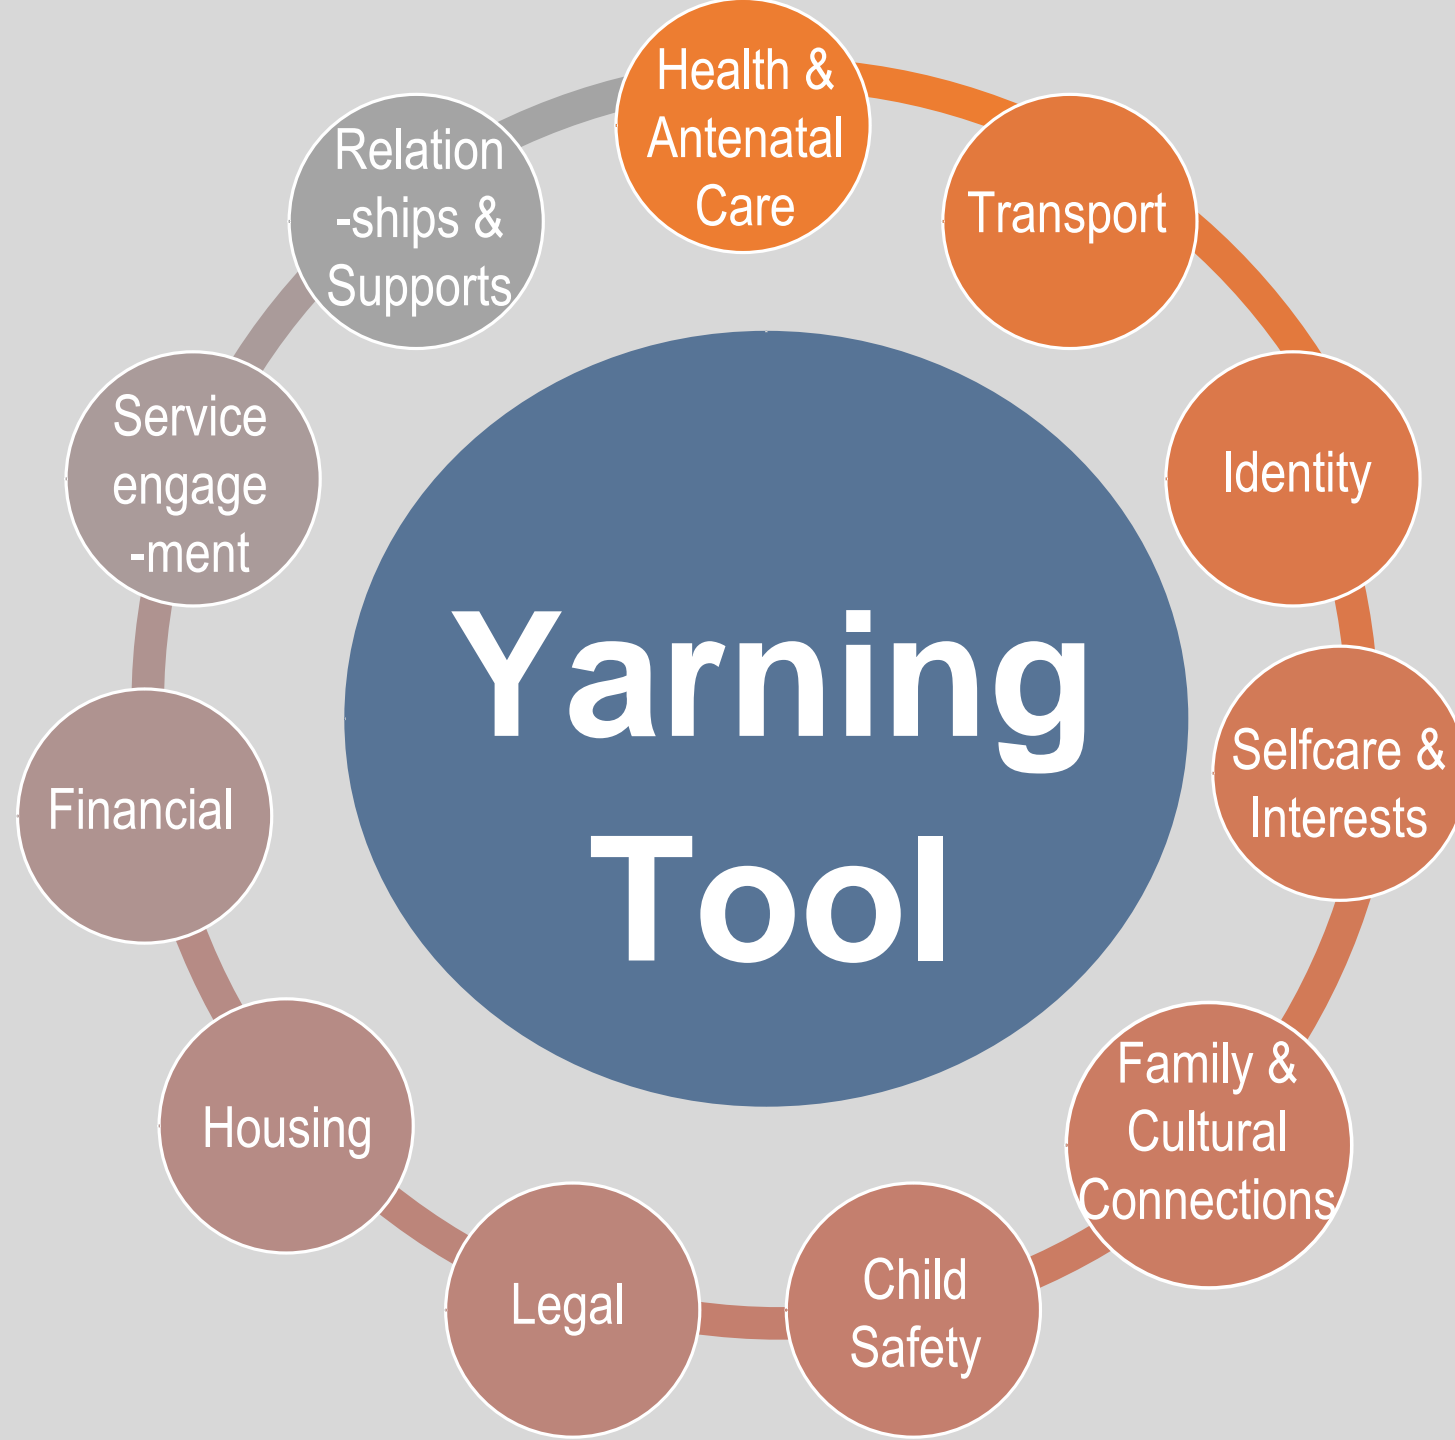 Health &
Antenatal
Care
Transport
Identity
Selfcare &
Interests
Family &
Cultural
Connections
Child
Safety
Legal
Housing
Financial
Service
engage
-ment
Relation
-ships &
Supports
Yarning
Tool